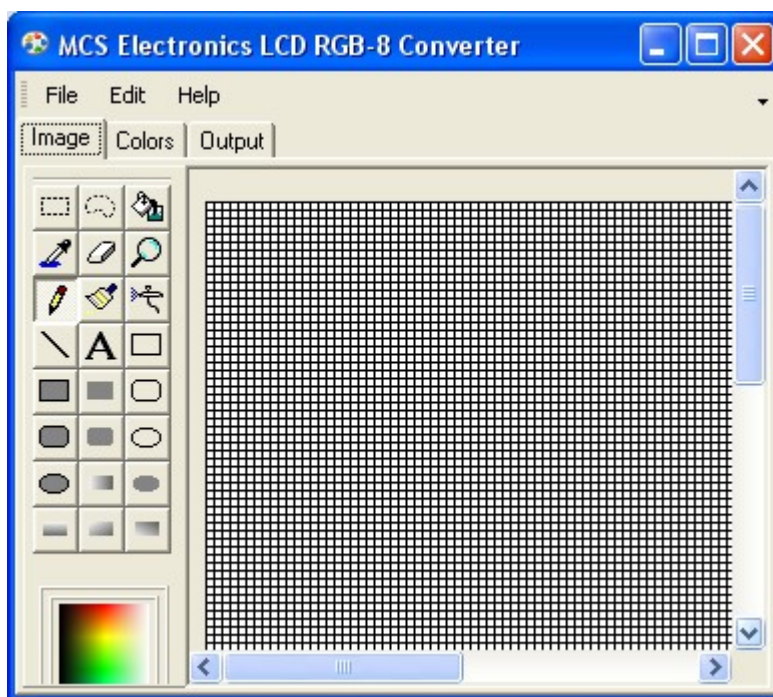 MCS Electronics LCD RGB-8 Converter
File Edit Help
Image Colors Output
A